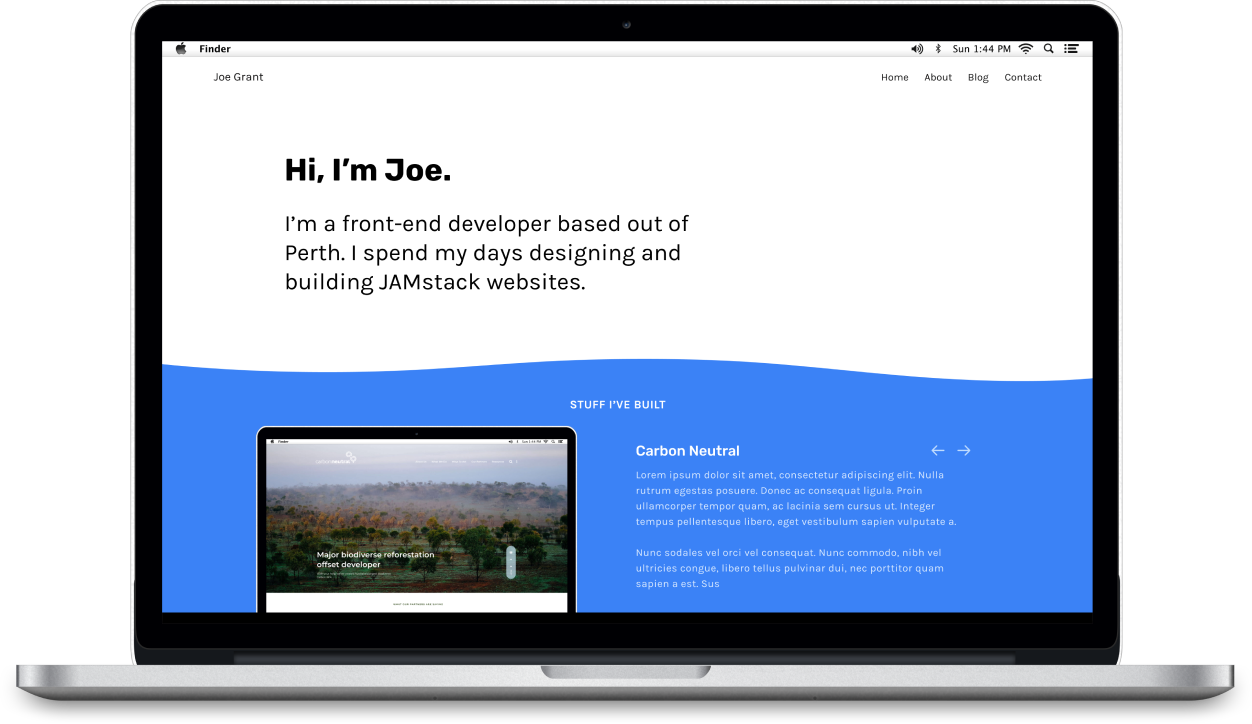 Finder
Sun 1:44 PM
Joe Grant
Home About Blog Contact
Hi, I’m Joe.
I’m a front-end developer based out of
Perth. I spend my days designing and
building JAMstack websites.
STUFF I’VE BUILT
Finder
Sun 1:44 PM
Major biodiverse reforestation
offset developer
Carbon Neutral
Lorem ipsum dolor sit amet, consectetur adipiscing elit. Nulla
rutrum egestas posuere. Donec ac consequat ligula. Proin
ullamcorper tempor quam, ac lacinia sem cursus ut. Integer
tempus pellentesque libero, eget vestibulum sapien vulputate a.
Nunc sodales vel orci vel consequat. Nunc commodo, nibh vel
ultricies congue, libero tellus pulvinar dui, nec porttitor quam
sapien a est. Sus